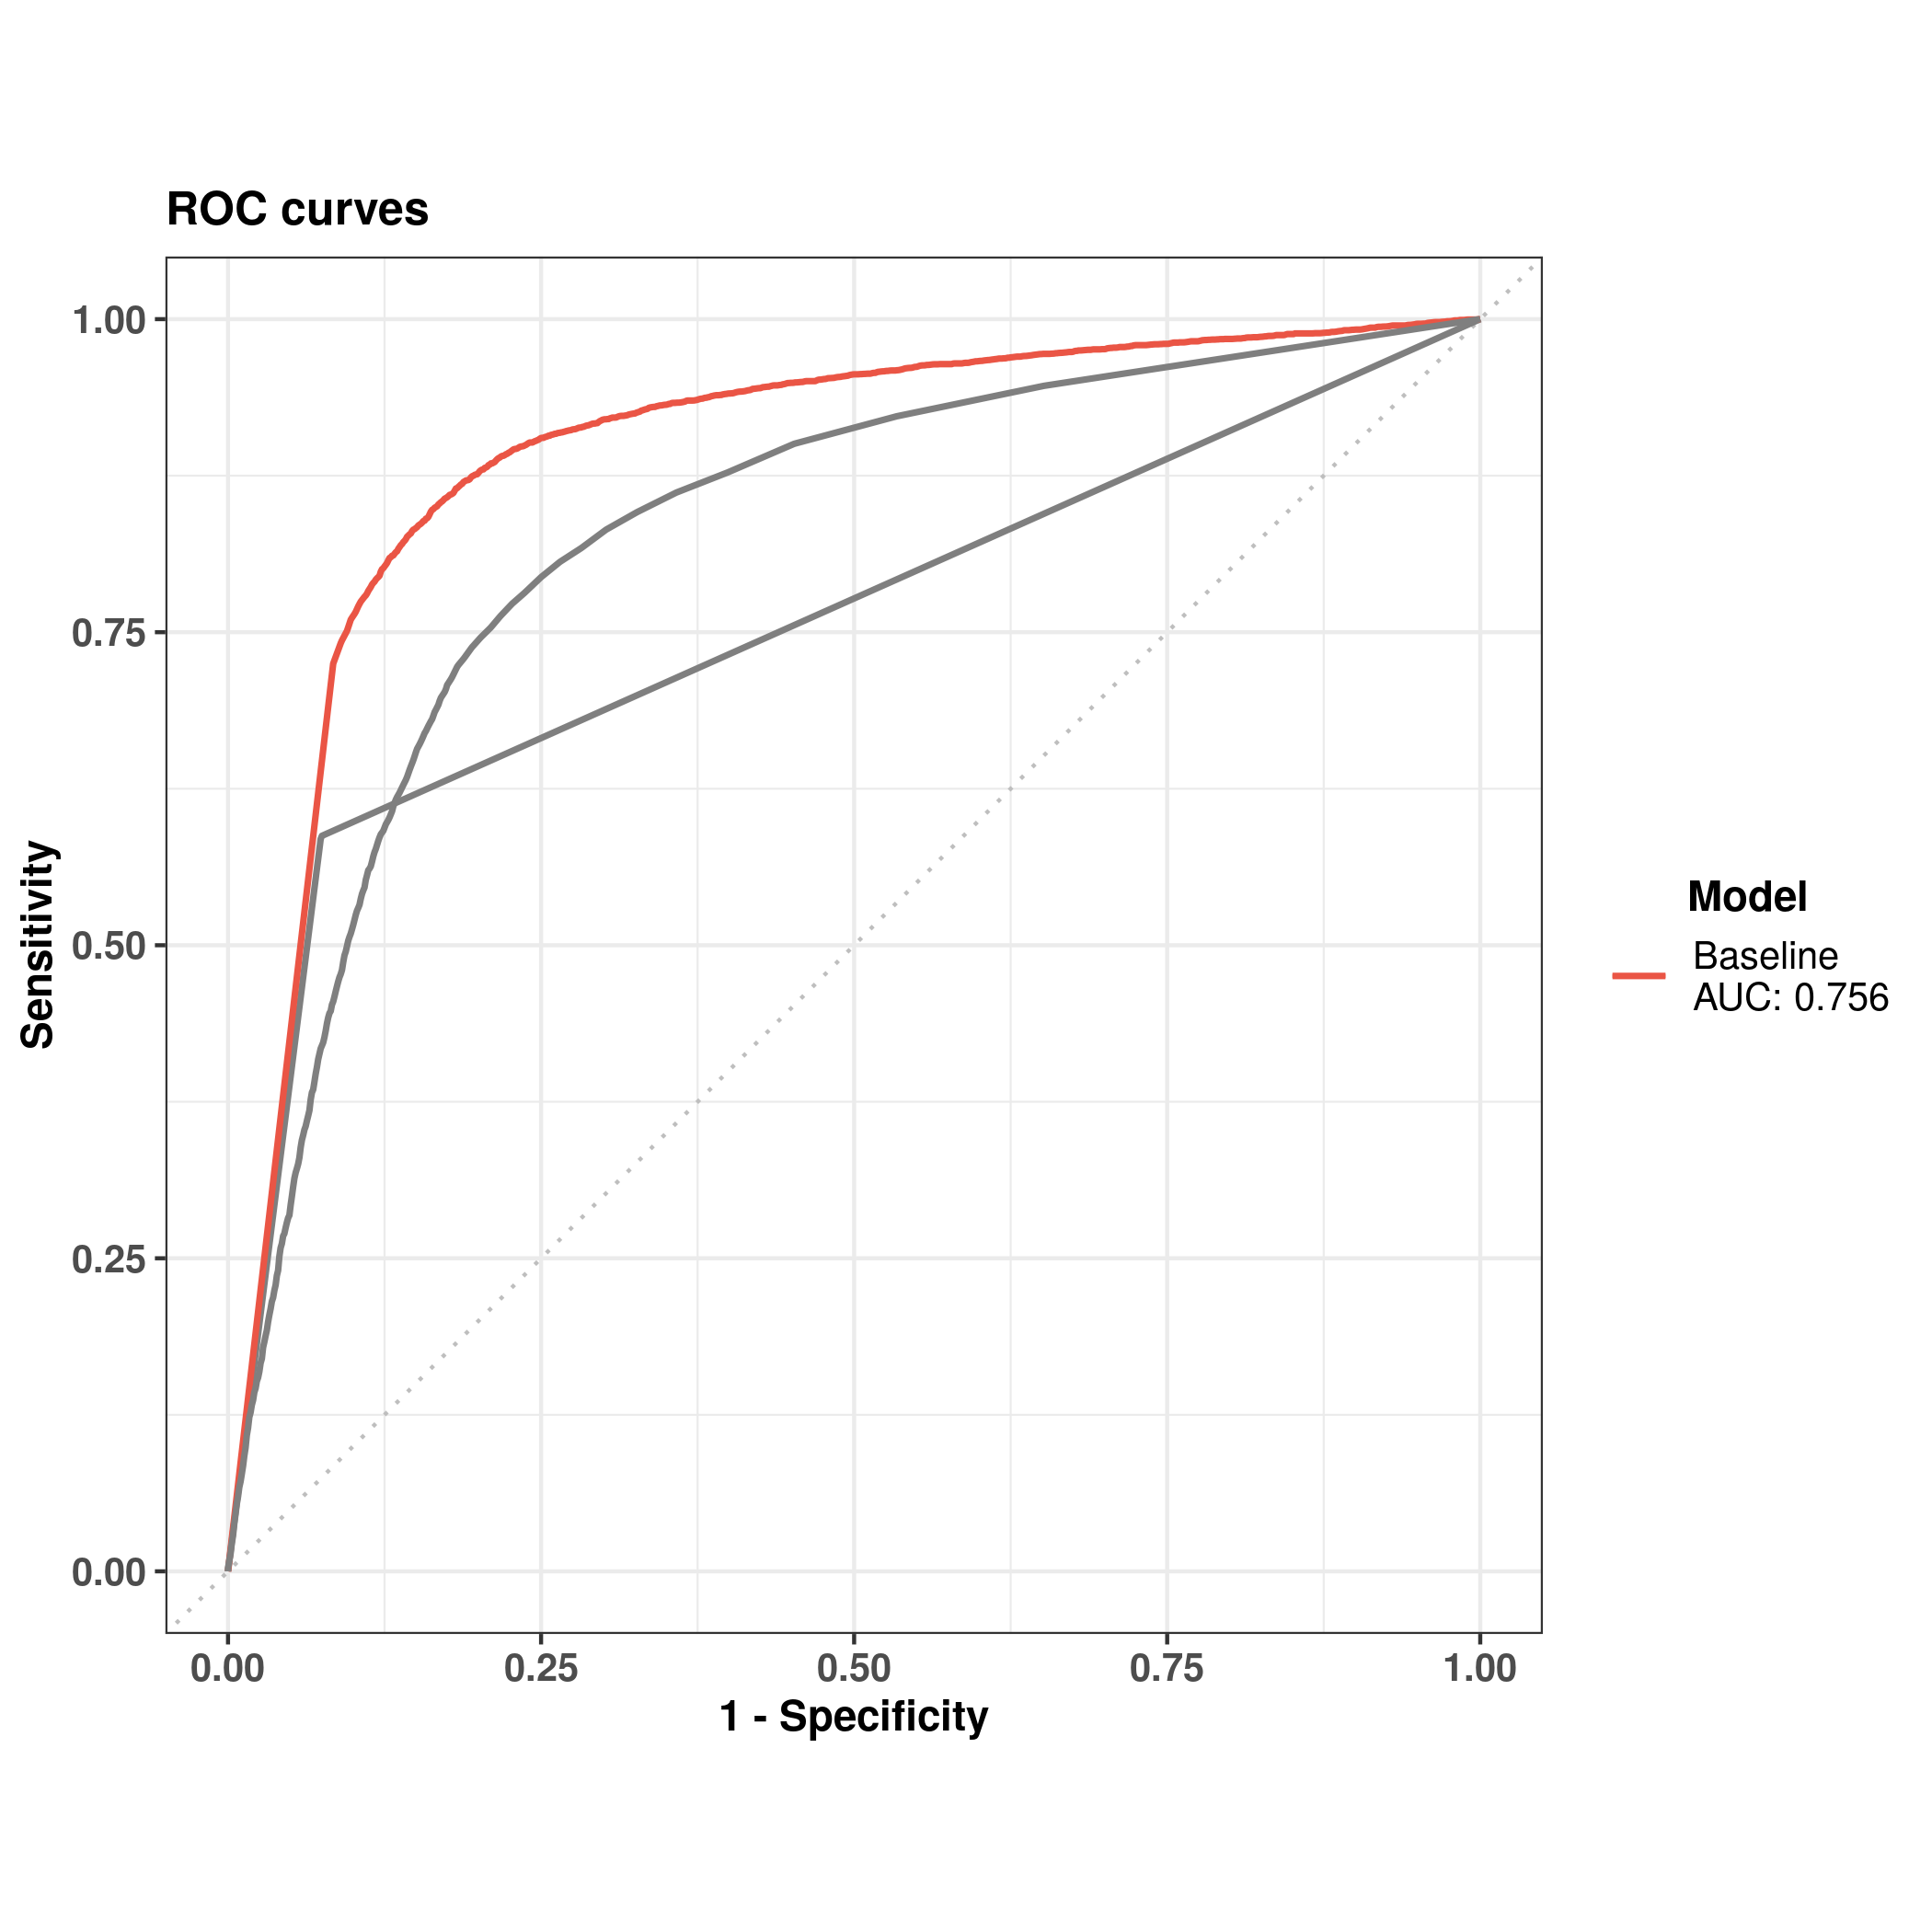 ROC curves
1.00
0.75
0.50
0.25
0.00
Sensitivity
0.00 0.25 0.50 0.75 1.00
1 - Specificity
Model
Baseline
AUC: 0.756